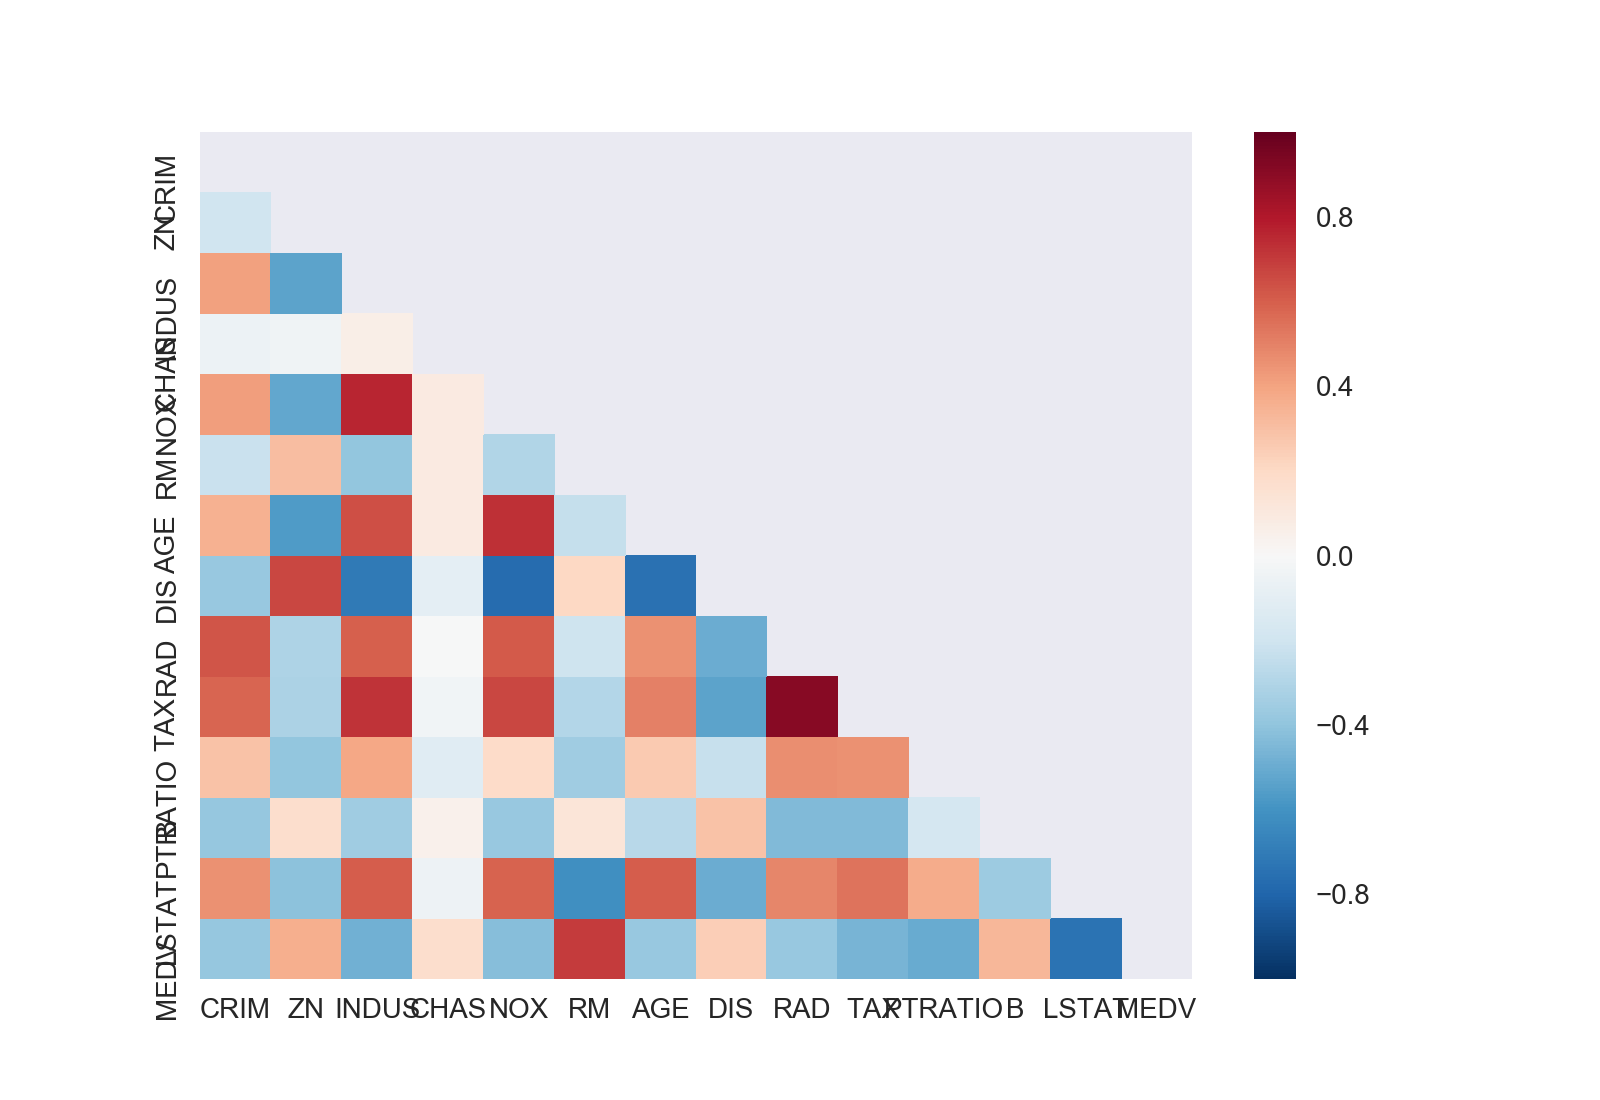 CRIM
ZN
INDUS
CHAS
NOX
RM
AGE
DIS
RAD
TAX
PTRATIO
B
LSTAT
MEDV
CRIM ZN INDUS CHAS NOX RM AGE DIS RAD TAX PTRATIO B LSTAT MEDV
0.8
0.4
0.0
−0.4
−0.8